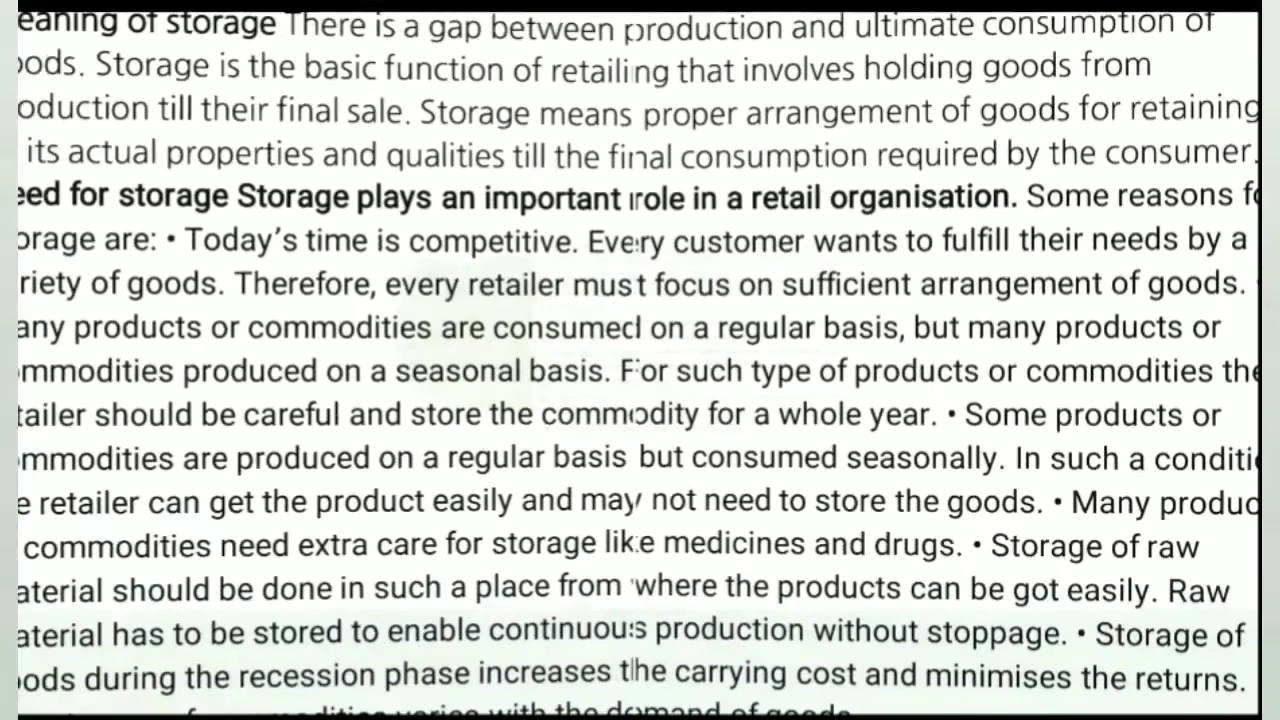 eaning of storage There is a gap between production and ultimate consumption of
oods. Storage is the basic function of retailing that involves holding goods from
oduction till their final sale. Storage means proper arrangement of goods for retaining
its actual properties and qualities till the final consumption required by the consumer.
eed for storage Storage plays an important role in a retail organisation. Some reasons fo
orage are: • Today's time is competitive. Every customer wants to fulfill their needs by a
riety of goods. Therefore, every retailer must focus on sufficient arrangement of goods.
any products or commodities are consumed on a regular basis, but many products or
mmodities produced on a seasonal basis. For such type of products or commodities the
tailer should be careful and store the commodity for a whole year. • Some products or
mmodities are produced on a regular basis but consumed seasonally. In such a conditi
e retailer can get the product easily and may not need to store the goods. • Many produc
commodities need extra care for storage like medicines and drugs. • Storage of raw
aterial should be done in such a place from where the products can be got easily. Raw
aterial has to be stored to enable continuous production without stoppage. • Storage of
oods during the recession phase increases the carrying cost and minimises the returns.
varies with the demand of goods